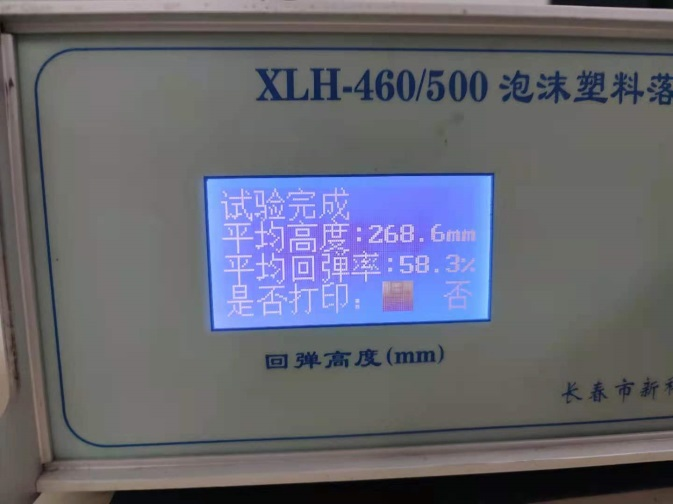 XLH-460/500 泡沫塑料落
试验完成
平均高度:268.6mm
平均回弹率:58.3%
是否打印: 否
回弹高度(mm)
长春市新